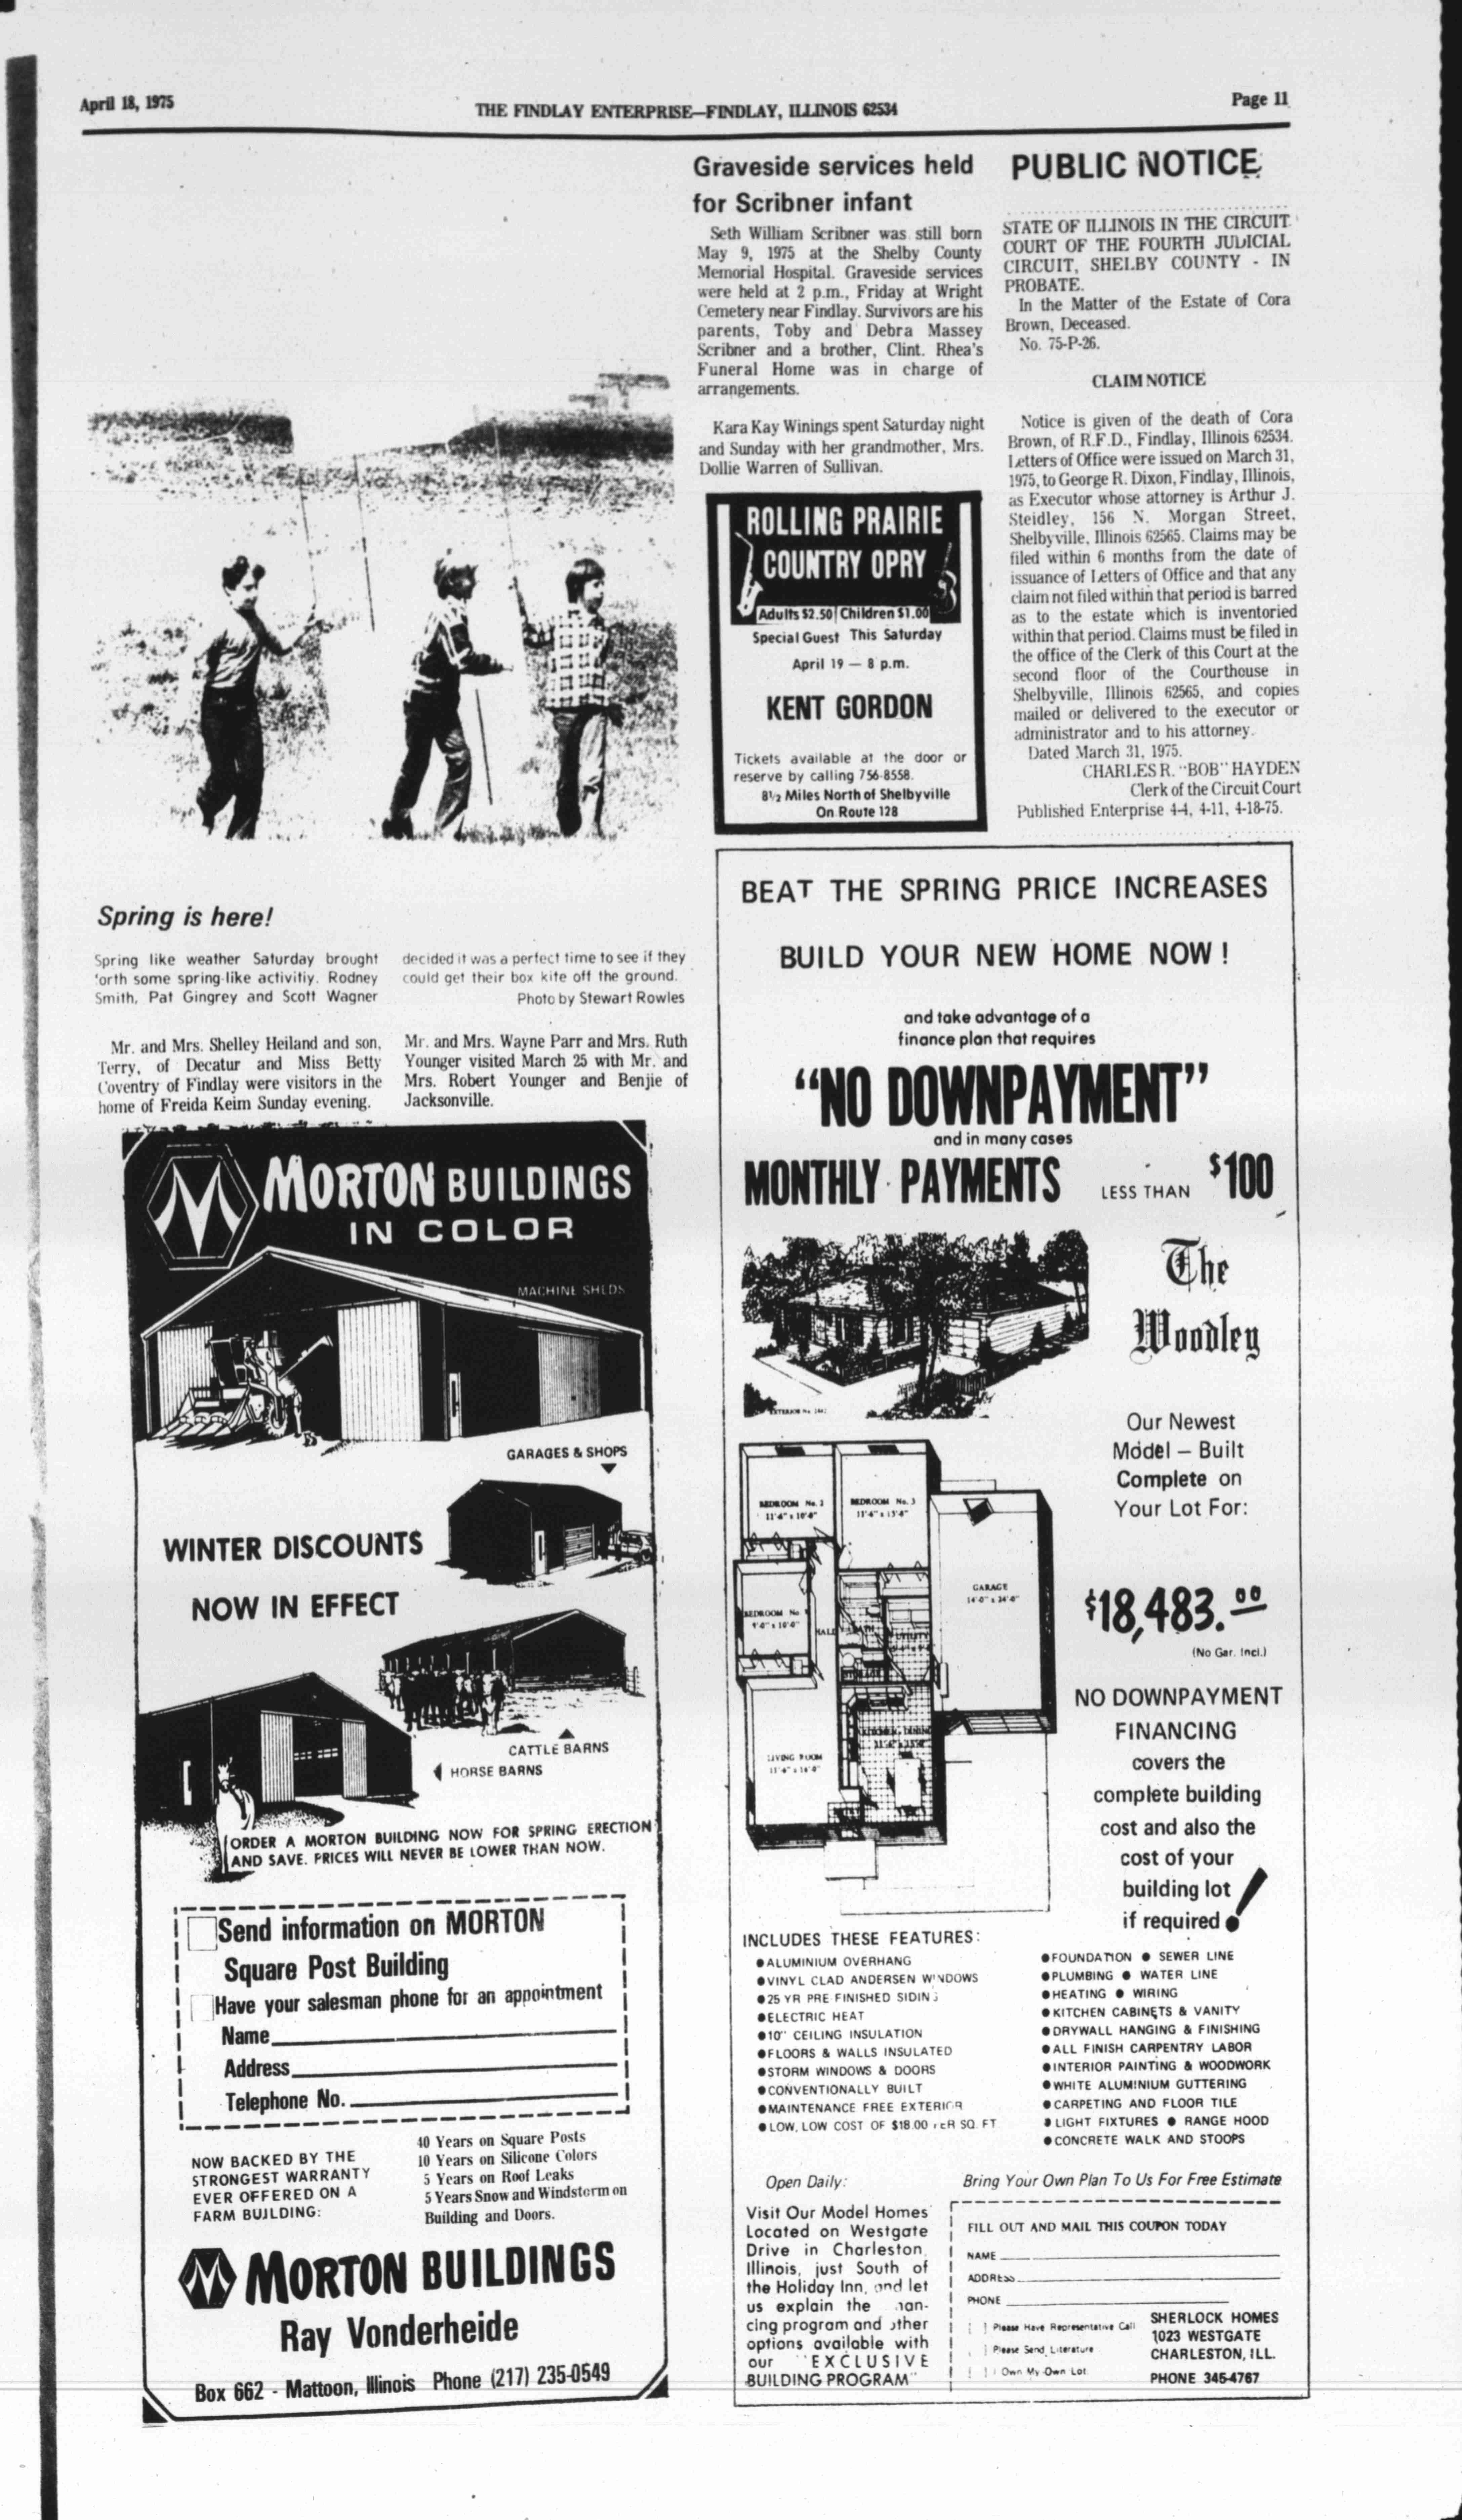 April 18, 1975
THE FINDLAY ENTERPRISE—FINDLAY, ILLINOIS 62534
Page 11
Spring is here!
Spring like weather Saturday brought
forth some spring-like activitiy. Rodney
Smith, Pat Gingrey and Scott Wagner
decided it was a perfect time to see if they
could get their box kite off the ground.
Photo by Stewart Rowles
Mr. and Mrs. Shelley Heiland and son,
Terry, of Decatur and Miss Betty
Coventry of Findlay were visitors in the
home of Freida Keim Sunday evening.
Mr. and Mrs. Wayne Parr and Mrs. Ruth
Younger visited March 25 with Mr. and
Mrs. Robert Younger and Benjie of
Jacksonville.
MORTON BUILDINGS
IN COLOR
MACHINE SHEDS
GARAGES & SHOPS
WINTER DISCOUNTS
NOW IN EFFECT
CATTLE BARNS
HORSE BARNS
ORDER A MORTON BUILDING NOW FOR SPRING ERECTION
AND SAVE. PRICES WILL NEVER BE LOWER THAN NOW.
Send information on MORTON
Square Post Building
Have your salesman phone for an appointment
Name
Address
Telephone No.
NOW BACKED BY THE
STRONGEST WARRANTY
EVER OFFERED ON A
FARM BUILDING:
40 Years on Square Posts
10 Years on Silicone Colors
5 Years on Roof Leaks
5 Years Snow and Windstorm on
Building and Doors.
MORTON BUILDINGS
Ray Vonderheide
Box 662 - Mattoon, Illinois Phone (217) 235-0549
Graveside services held
for Scribner infant
Seth William Scribner was still born
May 9, 1975 at the Shelby County
Memorial Hospital. Graveside services
were held at 2 p.m., Friday at Wright
Cemetery near Findlay. Survivors are his
parents, Toby and Debra Massey
Scribner and a brother, Clint. Rhea's
Funeral Home was in charge of
arrangements.
Kara Kay Winings spent Saturday night
and Sunday with her grandmother, Mrs.
Dollie Warren of Sullivan.
ROLLING PRAIRIE
COUNTRY OPRY
Adults $2.50 Children $1.00
Special Guest This Saturday
April 19 — 8 p.m.
KENT GORDON
Tickets available at the door or
reserve by calling 756-8558.
8½ Miles North of Shelbyville
On Route 128
PUBLIC NOTICE
STATE OF ILLINOIS IN THE CIRCUIT
COURT OF THE FOURTH JUDICIAL
CIRCUIT, SHELBY COUNTY - IN
PROBATE.
In the Matter of the Estate of Cora
Brown, Deceased.
No. 75-P-26.
CLAIM NOTICE
Notice is given of the death of Cora
Brown, of R.F.D., Findlay, Illinois 62534.
Letters of Office were issued on March 31,
1975, to George R. Dixon, Findlay, Illinois,
as Executor whose attorney is Arthur J.
Steidley, 156 N. Morgan Street,
Shelbyville, Illinois 62565. Claims may be
filed within 6 months from the date of
issuance of Letters of Office and that any
claim not filed within that period is barred
as to the estate which is inventoried
within that period. Claims must be filed in
the office of the Clerk of this Court at the
second floor of the Courthouse in
Shelbyville, Illinois 62565, and copies
mailed or delivered to the executor or
administrator and to his attorney.
Dated March 31, 1975.
CHARLES R. "BOB" HAYDEN
Clerk of the Circuit Court
Published Enterprise 4-4, 4-11, 4-18-75.
BEAT THE SPRING PRICE INCREASES
BUILD YOUR NEW HOME NOW !
and take advantage of a
finance plan that requires
"NO DOWNPAYMENT"
and in many cases
MONTHLY PAYMENTS LESS THAN $100
The
Woodley
EXTERIOR No.
Our Newest
Model – Built
Complete on
Your Lot For:
$18,483.00
(No Gar. Incl.)
NO DOWNPAYMENT
FINANCING
covers the
complete building
cost and also the
cost of your
building lot
if required!
BEDROOM No. 2
11'4" x 10'4"
BEDROOM No. 3
11'4" x 13'4"
GARAGE
14'0" x 24'0"
BEDROOM No. 1
9'0" x 10'0"
HALL
UTILITY
KITCHEN DINING
LIVING ROOM
11'4" x 16'0"
INCLUDES THESE FEATURES:
● ALUMINIUM OVERHANG
● VINYL CLAD ANDERSEN WINDOWS
● 25 YR PRE FINISHED SIDING
● ELECTRIC HEAT
● 10" CEILING INSULATION
● FLOORS & WALLS INSULATED
● STORM WINDOWS & DOORS
● CONVENTIONALLY BUILT
● MAINTENANCE FREE EXTERIOR
● LOW, LOW COST OF $18.00 PER SQ. FT
● FOUNDATION ● SEWER LINE
● PLUMBING ● WATER LINE
● HEATING ● WIRING
● KITCHEN CABINETS & VANITY
● DRYWALL HANGING & FINISHING
● ALL FINISH CARPENTRY LABOR
● INTERIOR PAINTING & WOODWORK
● WHITE ALUMINIUM GUTTERING
● CARPETING AND FLOOR TILE
● LIGHT FIXTURES ● RANGE HOOD
● CONCRETE WALK AND STOOPS
Open Daily:
Visit Our Model Homes
Located on Westgate
Drive in Charleston,
Illinois, just South of
the Holiday Inn, and let
us explain the nan-
cing program and other
options available with
our "EXCLUSIVE
BUILDING PROGRAM"
Bring Your Own Plan To Us For Free Estimate
FILL OUT AND MAIL THIS COUPON TODAY
NAME
ADDRESS
PHONE
[ ] Please Have Representative Call
[ ] Please Send Literature
[ ] I Own My Own Lot
SHERLOCK HOMES
1023 WESTGATE
CHARLESTON, ILL.
PHONE 345-4767